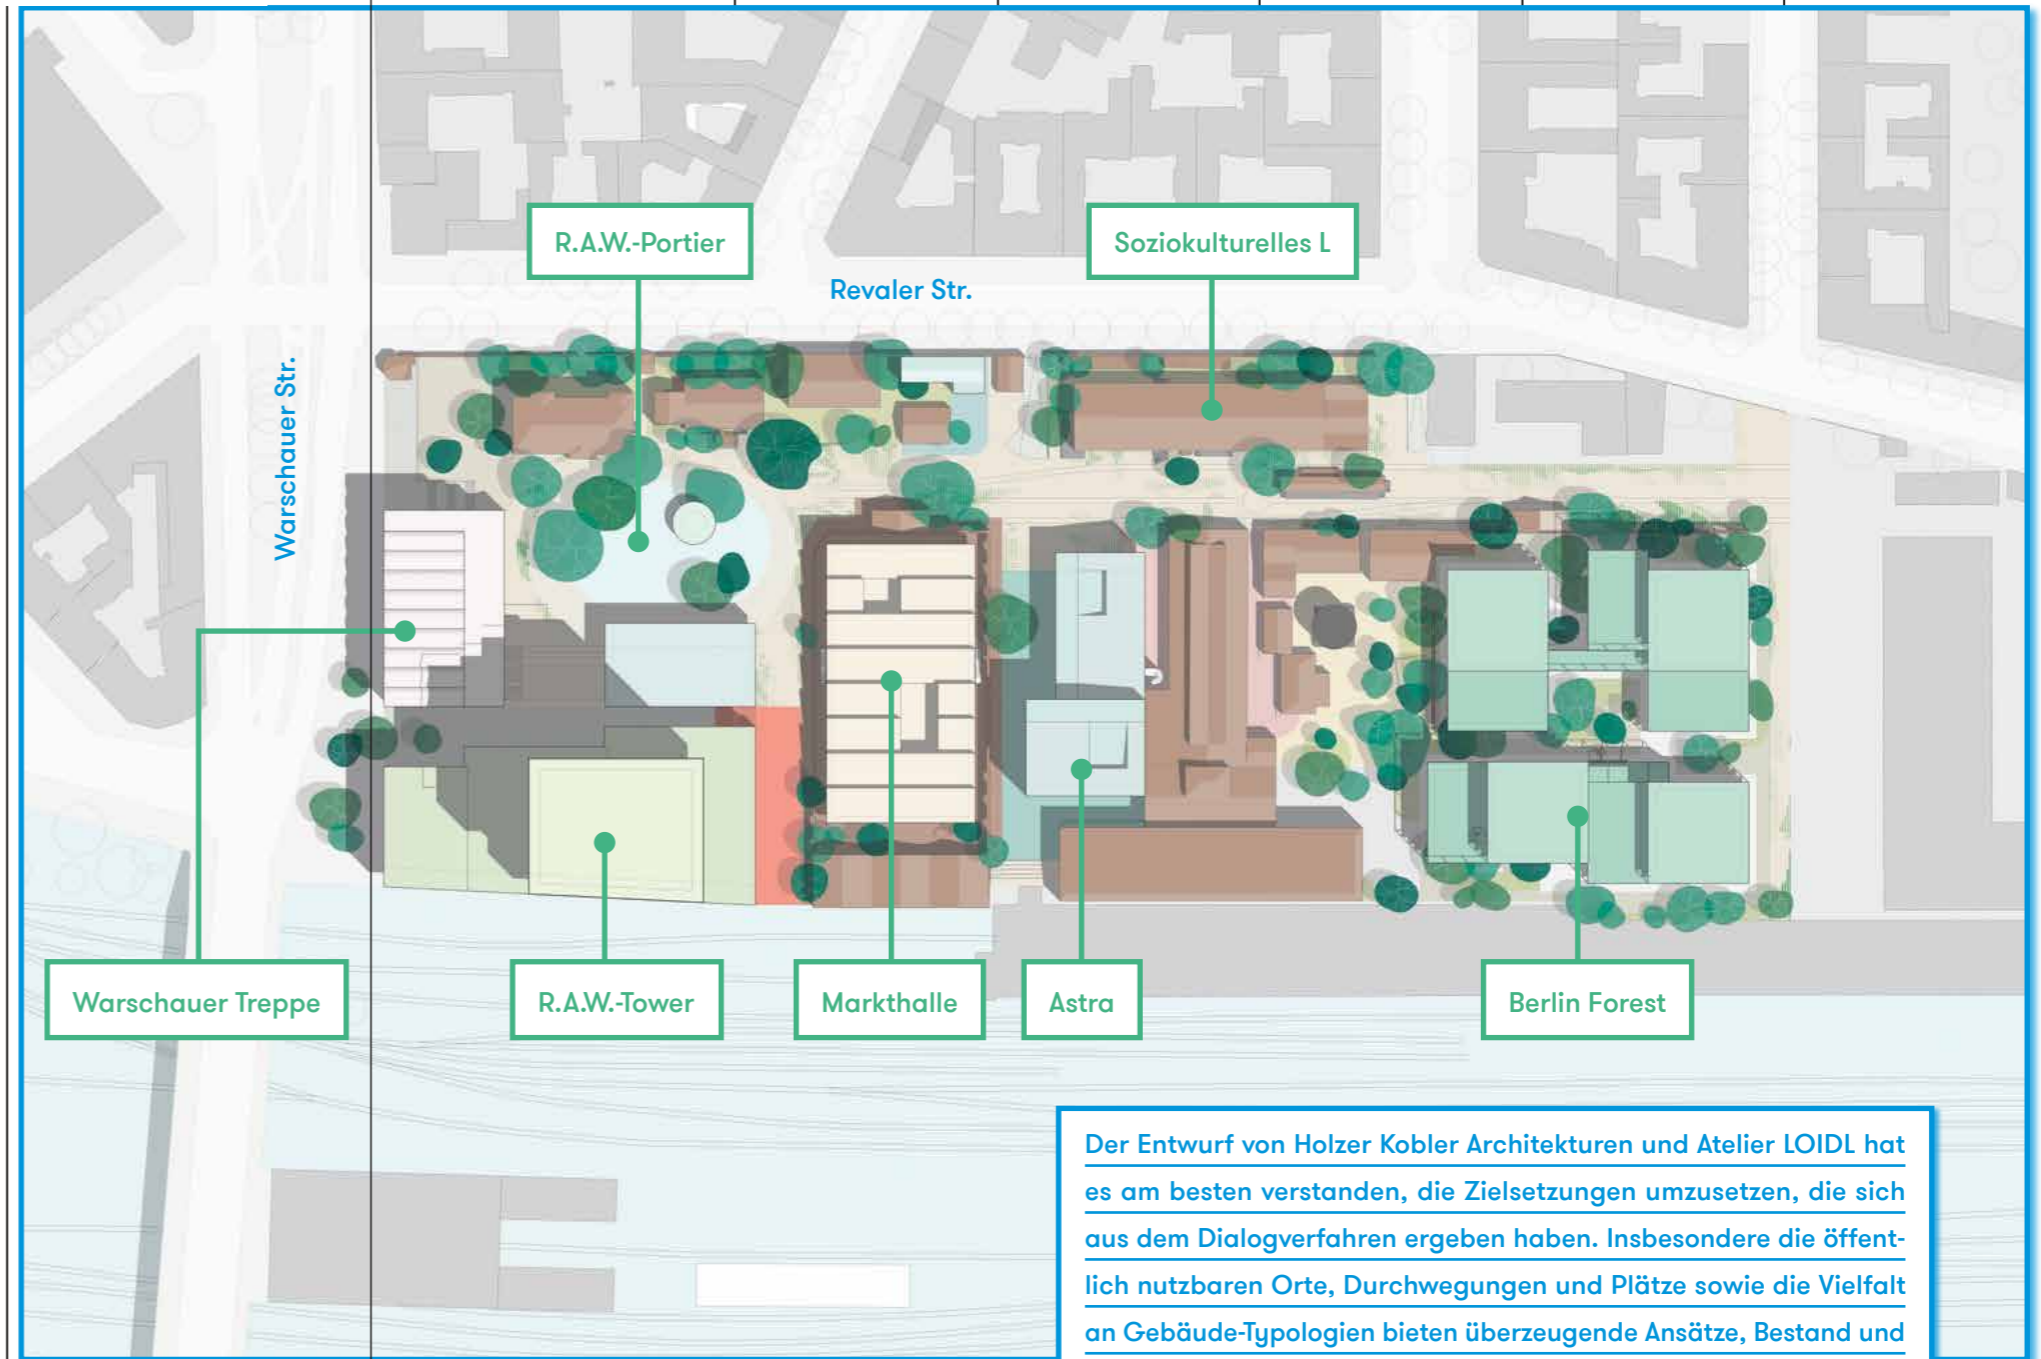 R.A.W.-Portier
Soziokulturelles L
Revaler Str.
Warschauer Str.
Warschauer Treppe
R.A.W.-Tower
Markthalle
Astra
Berlin Forest
Der Entwurf von Holzer Kobler Architekturen und Atelier LOIDL hat
es am besten verstanden, die Zielsetzungen umzusetzen, die sich
aus dem Dialogverfahren ergeben haben. Insbesondere die öffent-
lich nutzbaren Orte, Durchwegungen und Plätze sowie die Vielfalt
an Gebäude-Typologien bieten überzeugende Ansätze, Bestand und